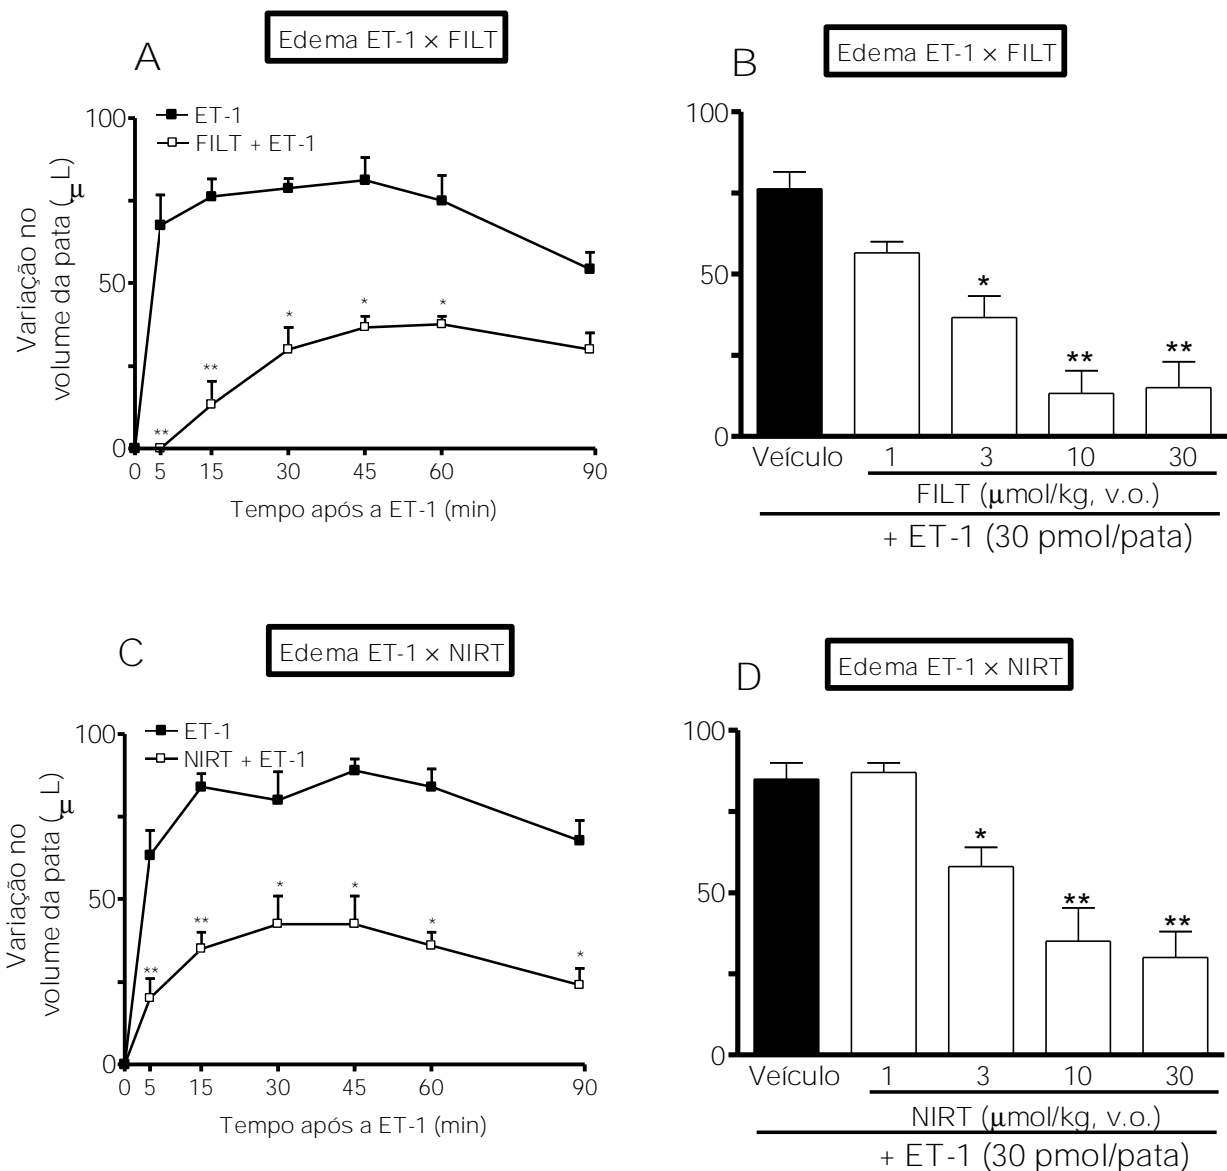 A
Edema ET-1 × FILT
ET-1
FILT + ET-1
100
50
0
Variação no
volume da pata (μL)
**
**
*
*
*
0 5 15 30 45 60 90
Tempo após a ET-1 (min)
B
Edema ET-1 × FILT
100
50
0
*
**
**
Veículo 1 3 10 30
FILT (μmol/kg, v.o.)
+ ET-1 (30 pmol/pata)
C
Edema ET-1 × NIRT
ET-1
NIRT + ET-1
100
50
0
Variação no
volume da pata (μL)
**
**
*
*
*
*
0 5 15 30 45 60 90
Tempo após a ET-1 (min)
D
Edema ET-1 × NIRT
100
50
0
*
**
**
Veículo 1 3 10 30
NIRT (μmol/kg, v.o.)
+ ET-1 (30 pmol/pata)